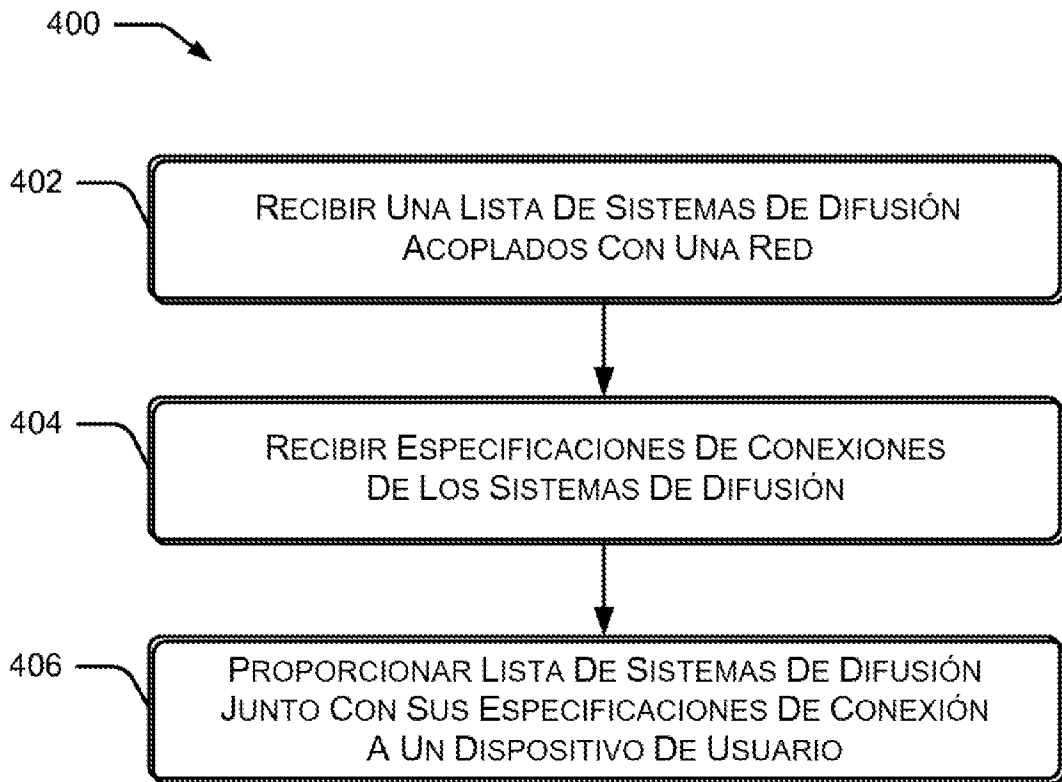 400
402
RECIBIR UNA LISTA DE SISTEMAS DE DIFUSIÓN
ACOPLADOS CON UNA RED
404
RECIBIR ESPECIFICACIONES DE CONEXIONES
DE LOS SISTEMAS DE DIFUSIÓN
406
PROPORCIONAR LISTA DE SISTEMAS DE DIFUSIÓN
JUNTO CON SUS ESPECIFICACIONES DE CONEXIÓN
A UN DISPOSITIVO DE USUARIO